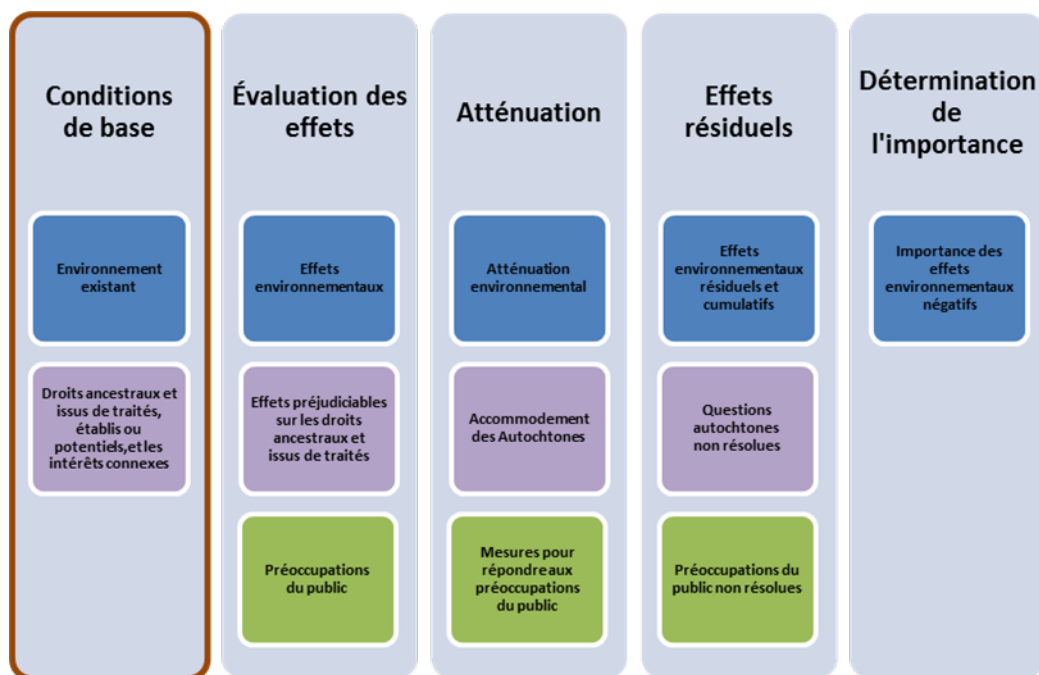 Conditions
de base
Environnement
existant
Droits ancestraux et
issus de traités,
établis ou
potentiels,et les
intérêts connexes
Évaluation des
effets
Effets
environnementaux
Effets préjudiciables
sur les droits
ancestraux et
issus de traités
Préoccupations
du public
Atténuation
Atténuation
environnemental
Accommodement
des Autochtones
Mesures pour
répondre aux
préoccupations
du public
Effets
résiduels
Effets
environnementaux
résiduels et
cumulatifs
Questions
autochtones
non résolues
Préoccupations du
public non résolues
Détermination
de
l'importance
Importance des
effets
environnementaux
négatifs